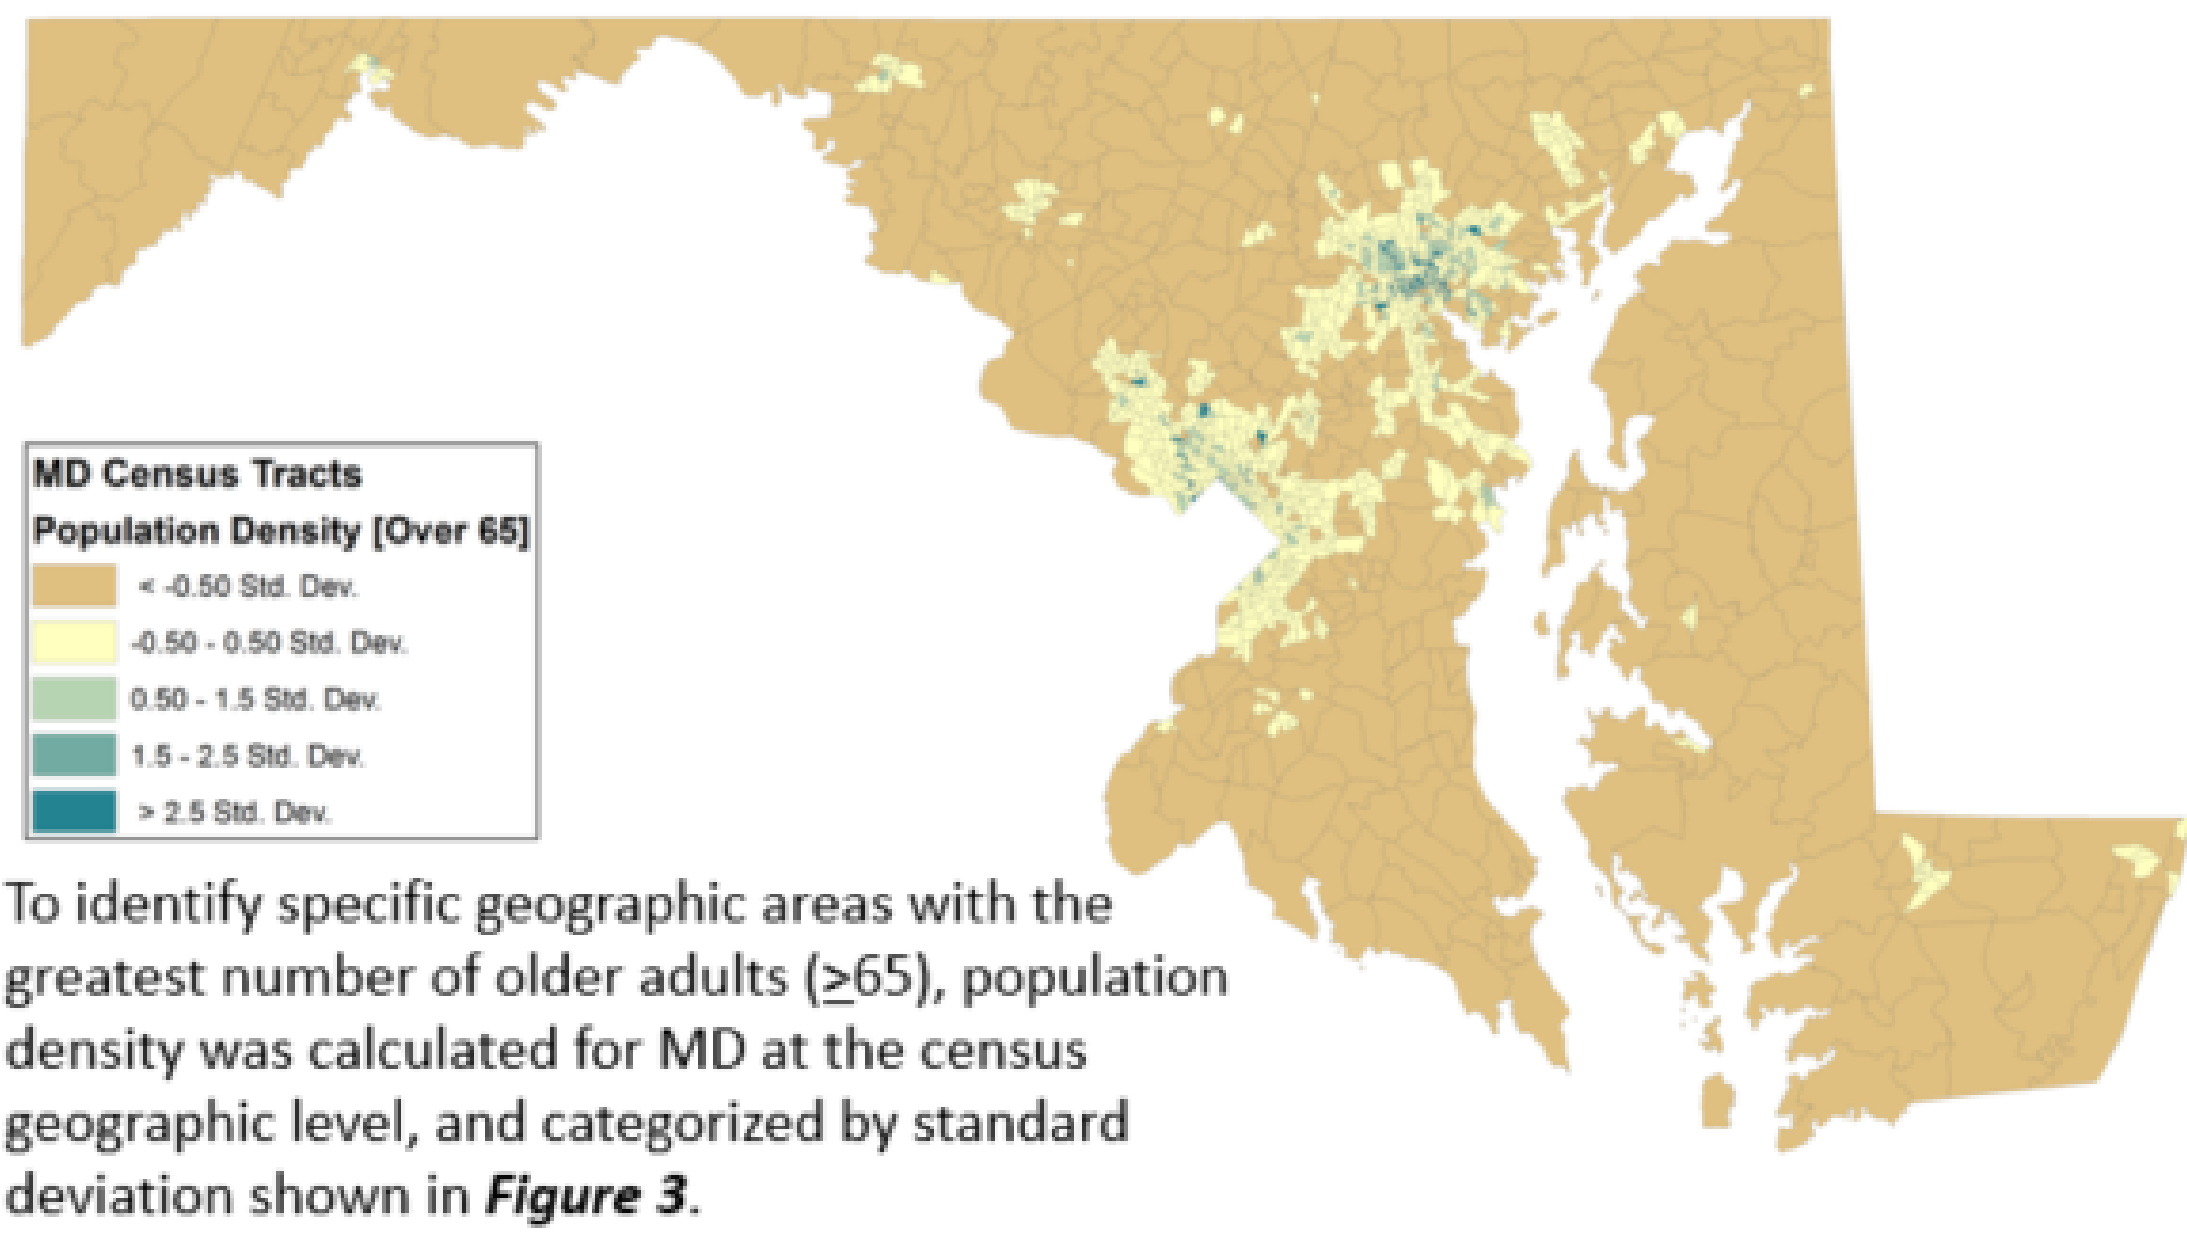 MD Census Tracts
Population Density [Over 65]
< -0.50 Std. Dev.
-0.50 - 0.50 Std. Dev.
0.50 - 1.5 Std. Dev.
1.5 - 2.5 Std. Dev.
> 2.5 Std. Dev.
To identify specific geographic areas with the
greatest number of older adults (≥65), population
density was calculated for MD at the census
geographic level, and categorized by standard
deviation shown in Figure 3.